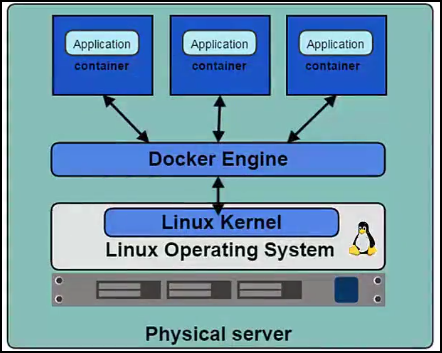 Application
container
Application
container
Application
container
Docker Engine
Linux Kernel
Linux Operating System
Physical server